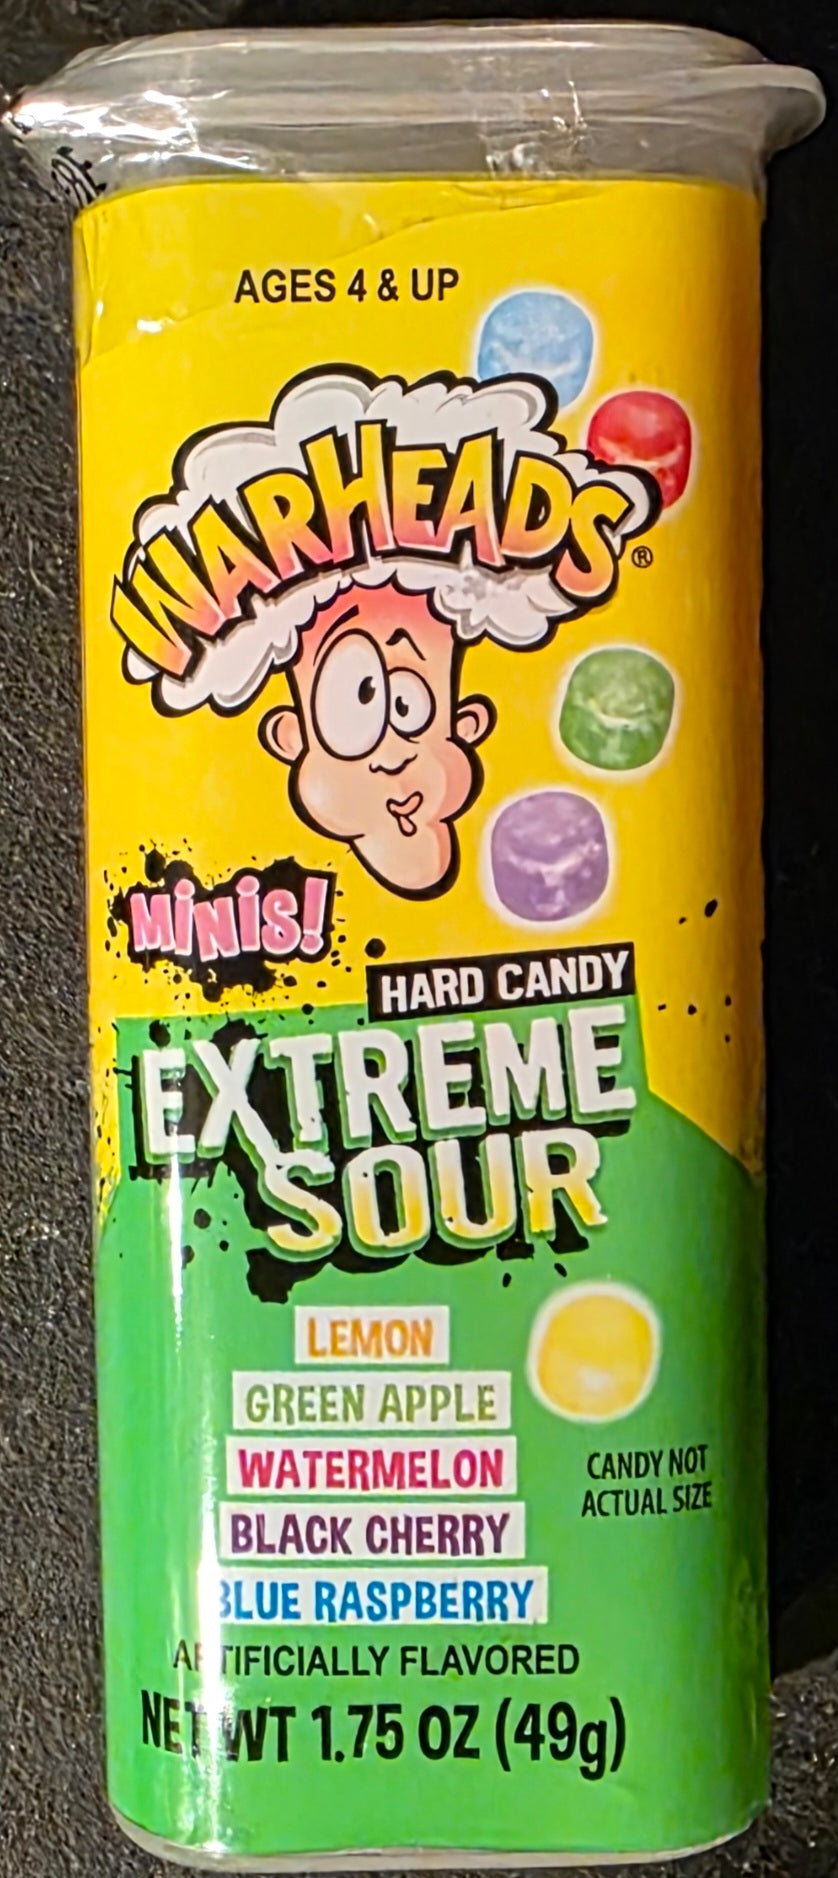 AGES 4 & UP
WARHEADS®
MINIS!
HARD CANDY
EXTREME
SOUR
LEMON
GREEN APPLE
WATERMELON
BLACK CHERRY
BLUE RASPBERRY
CANDY NOT
ACTUAL SIZE
ARTIFICIALLY FLAVORED
NET WT 1.75 OZ (49g)